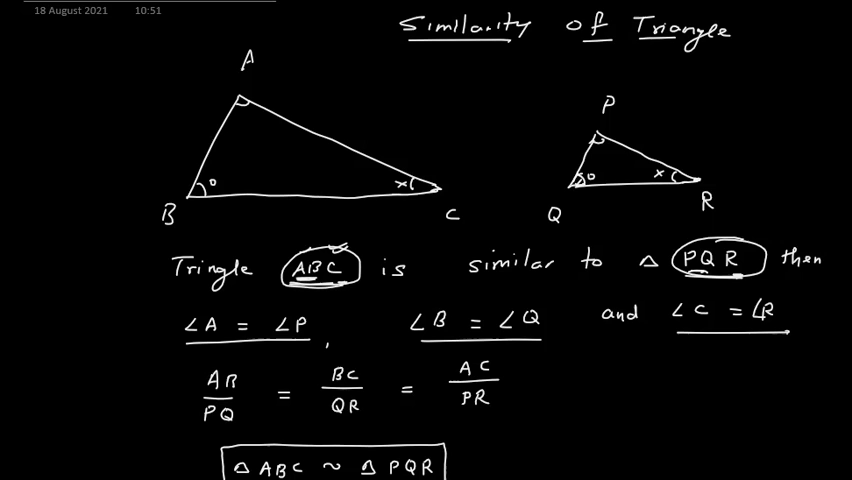 18 August 2021 10:51
Similarity of Triangle
A
P
o x
o x
B C
Q R
Tringle ABC is similar to Δ PQR then
∠A = ∠P, ∠B = ∠Q and ∠C = ∠R
AB/PQ = BC/QR = AC/PR
Δ ABC ~ Δ PQR